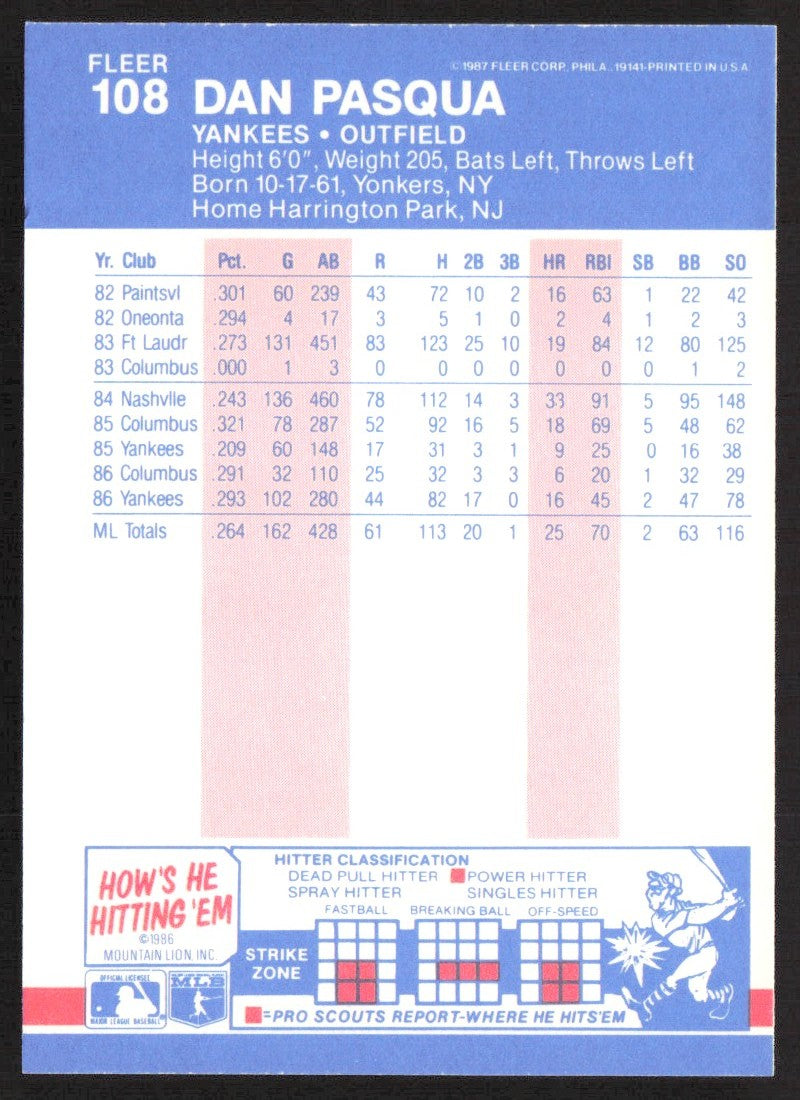 FLEER
© 1987 FLEER CORP. PHILA., 19141-PRINTED IN U.S.A.
108 DAN PASQUA
YANKEES • OUTFIELD
Height 6'0", Weight 205, Bats Left, Throws Left
Born 10-17-61, Yonkers, NY
Home Harrington Park, NJ
Yr. Club Pct. G AB R H 2B 3B HR RBI SB BB SO
82 Paintsvl .301 60 239 43 72 10 2 16 63 1 22 42
82 Oneonta .294 4 17 3 5 1 0 2 4 1 2 3
83 Ft Laudr .273 131 451 83 123 25 10 19 84 12 80 125
83 Columbus .000 1 3 0 0 0 0 0 0 0 1 2
84 Nashvlle .243 136 460 78 112 14 3 33 91 5 95 148
85 Columbus .321 78 287 52 92 16 5 18 69 5 48 62
85 Yankees .209 60 148 17 31 3 1 9 25 0 16 38
86 Columbus .291 32 110 25 32 3 3 6 20 1 32 29
86 Yankees .293 102 280 44 82 17 0 16 45 2 47 78
ML Totals .264 162 428 61 113 20 1 25 70 2 63 116
HOW'S HE
HITTING 'EM
©1986
MOUNTAIN LION, INC.
HITTER CLASSIFICATION
DEAD PULL HITTER POWER HITTER
SPRAY HITTER SINGLES HITTER
FASTBALL BREAKING BALL OFF-SPEED
STRIKE
ZONE
=PRO SCOUTS REPORT-WHERE HE HITS'EM
OFFICIAL LICENSEE
MAJOR LEAGUE BASEBALL
MLB